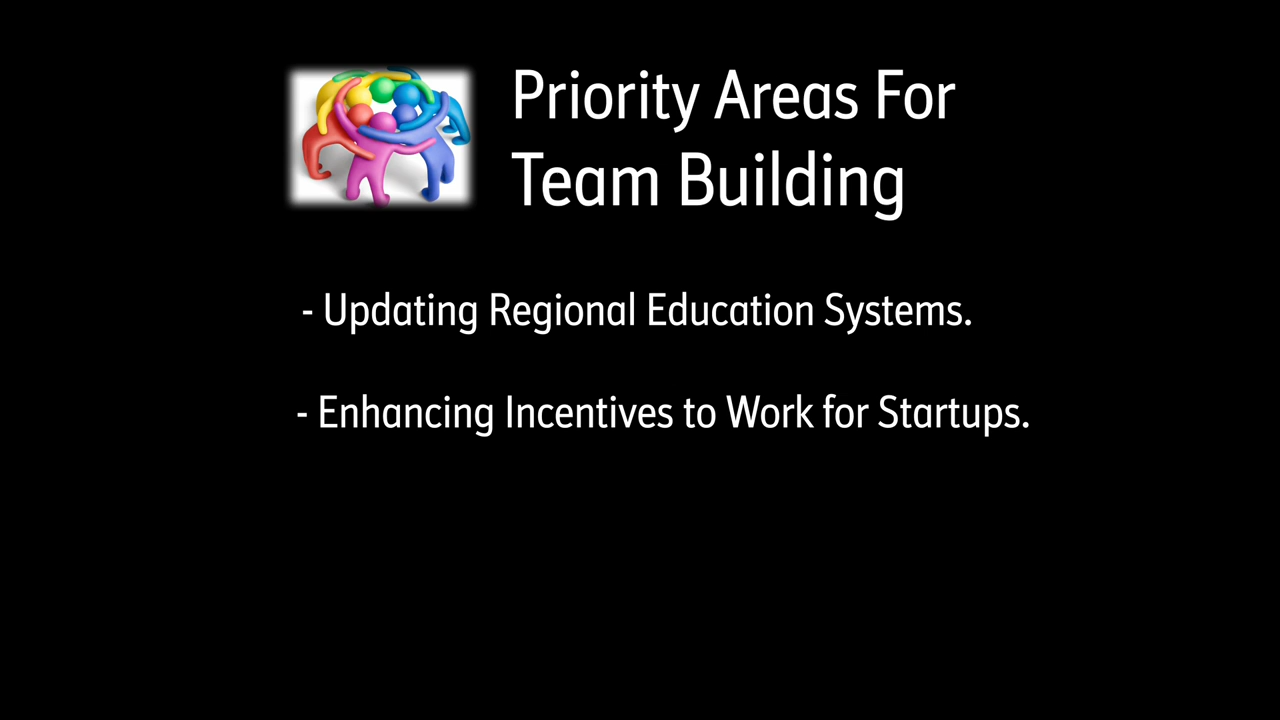 Priority Areas For
Team Building
- Updating Regional Education Systems.
- Enhancing Incentives to Work for Startups.